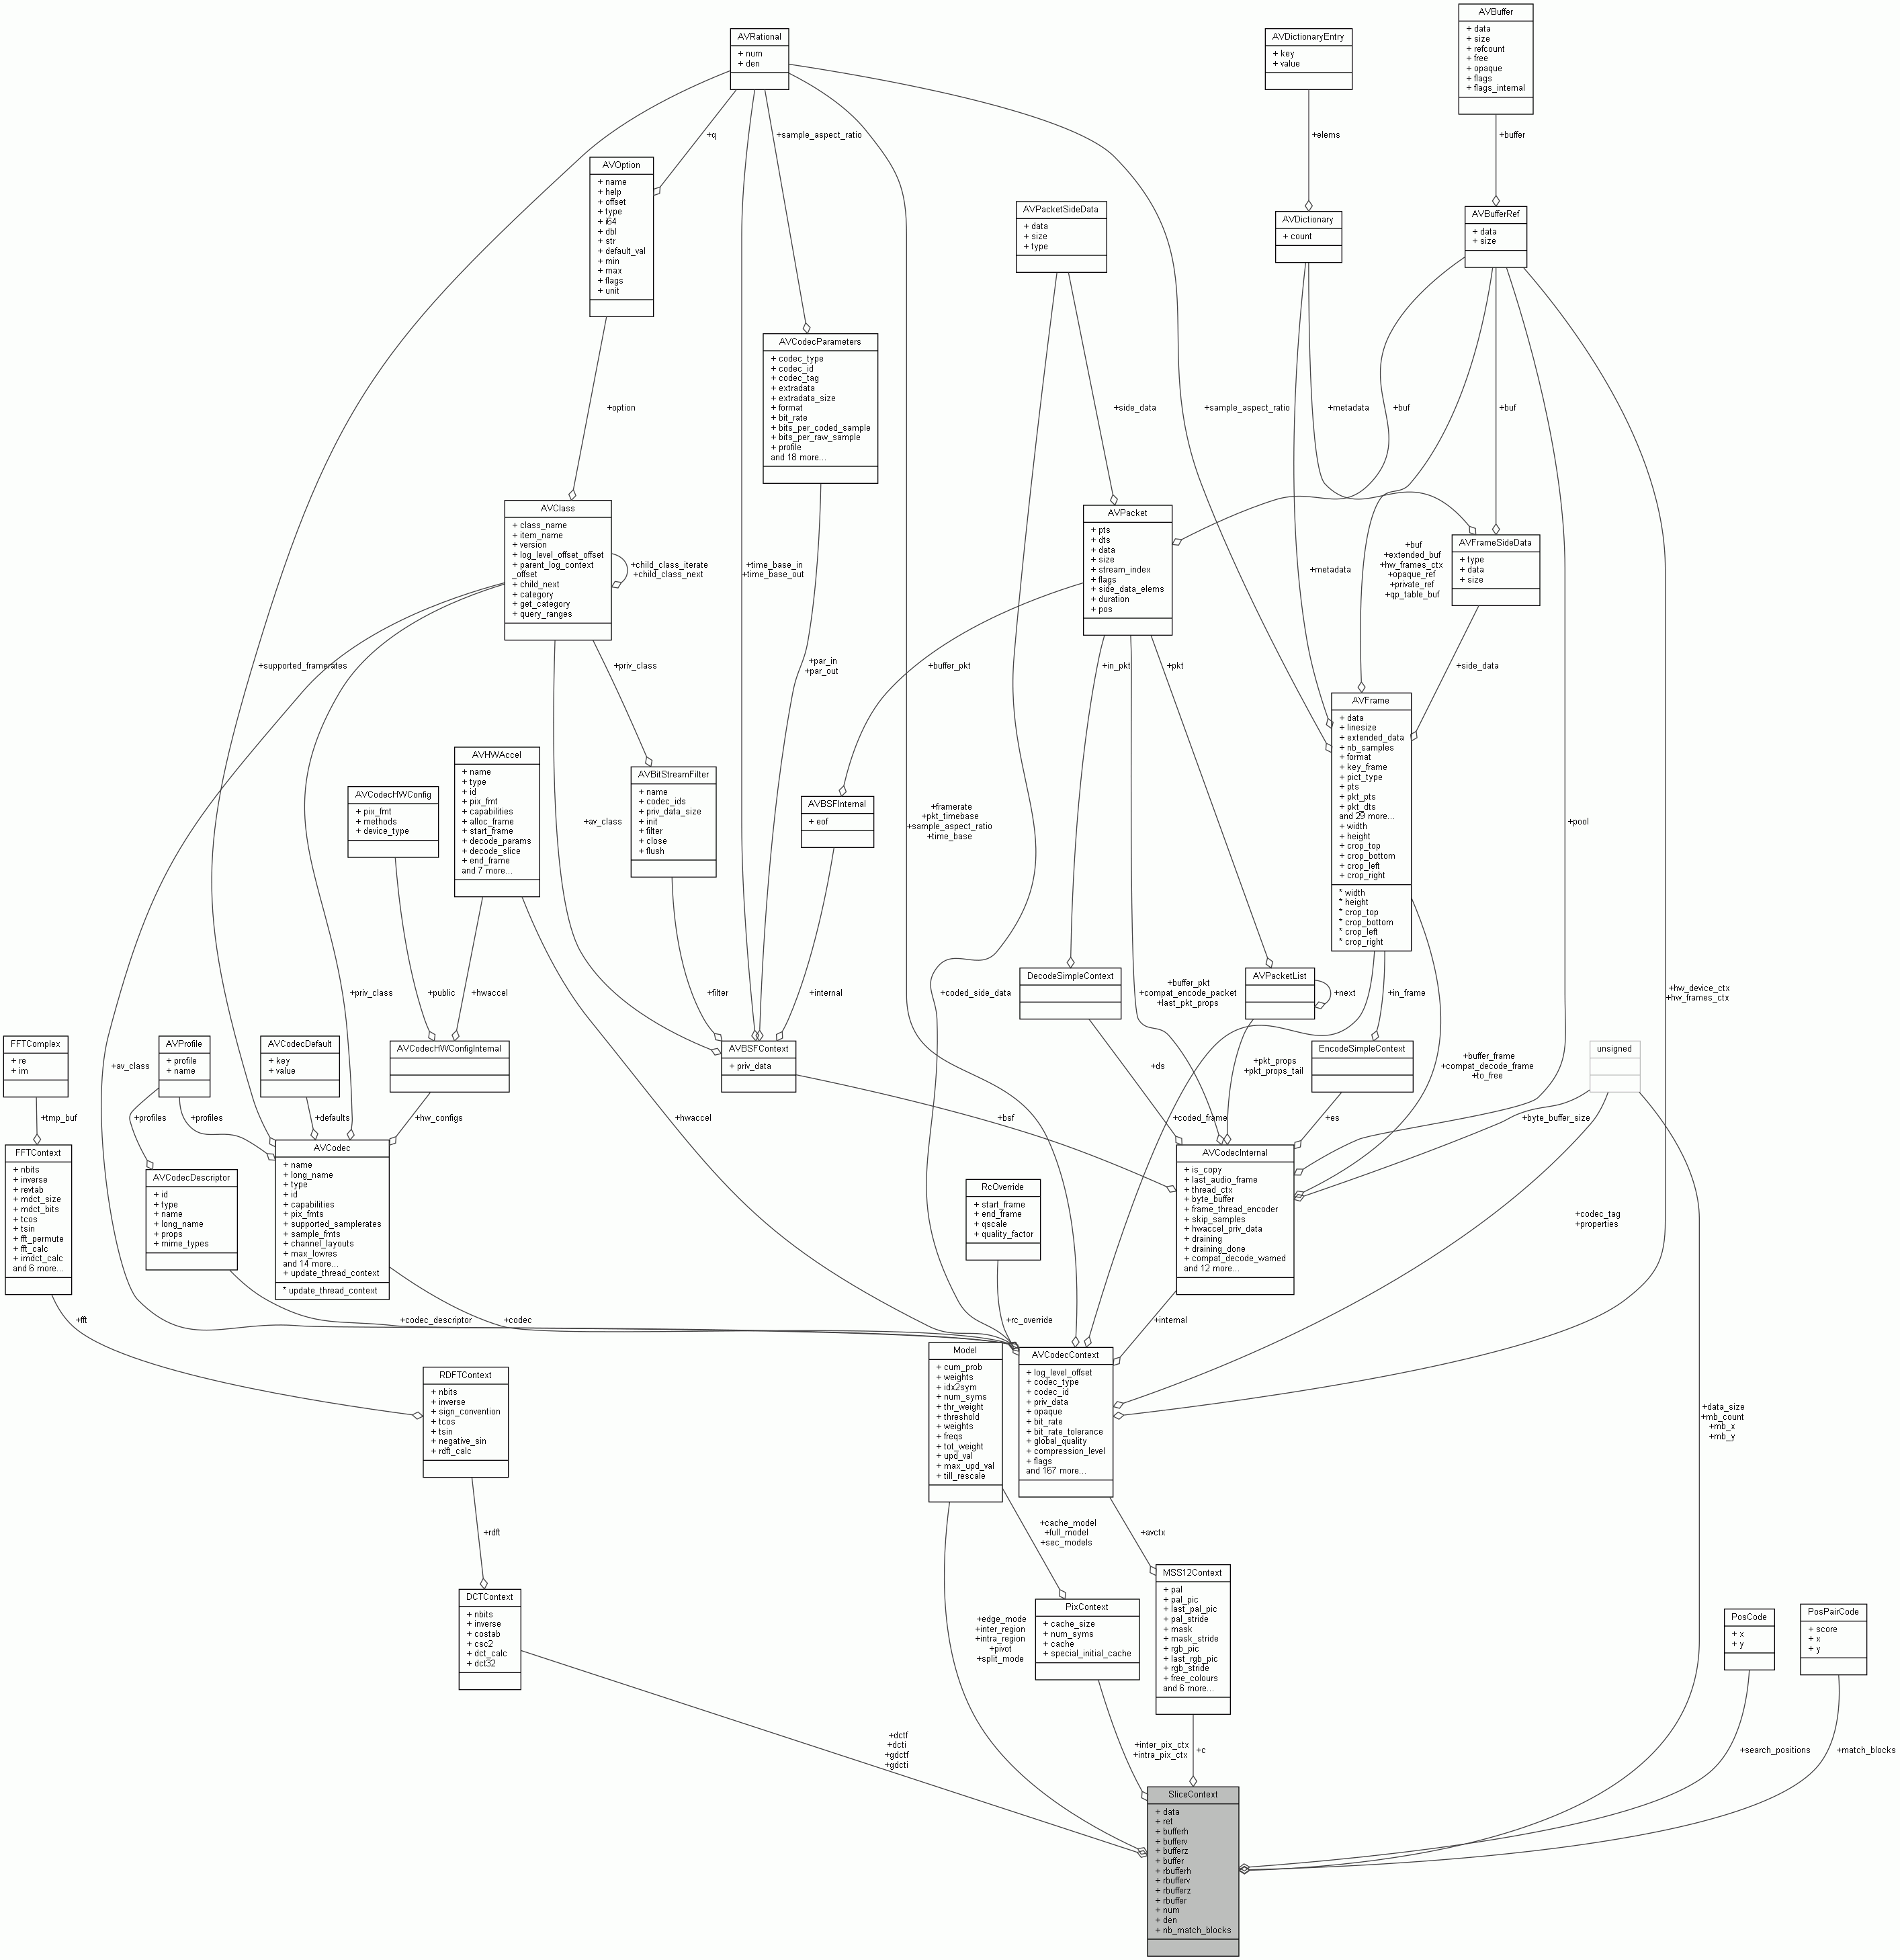 AVRational
+ num
+ den
AVDictionaryEntry
+ key
+ value
AVBuffer
+ data
+ size
+ refcount
+ free
+ opaque
+ flags
+ flags_internal
+q
+sample_aspect_ratio
+elems
+buffer
AVOption
+ name
+ help
+ offset
+ type
+ i64
+ dbl
+ str
+ default_val
+ min
+ max
+ flags
+ unit
AVPacketSideData
+ data
+ size
+ type
AVDictionary
+ count
AVBufferRef
+ data
+ size
AVCodecParameters
+ codec_type
+ codec_id
+ codec_tag
+ extradata
+ extradata_size
+ format
+ bit_rate
+ bits_per_coded_sample
+ bits_per_raw_sample
+ profile
and 18 more...
+option
+side_data
+sample_aspect_ratio
+metadata
+buf
+buf
AVClass
+ class_name
+ item_name
+ version
+ log_level_offset_offset
+ parent_log_context
_offset
+ child_next
+ category
+ get_category
+ query_ranges
+child_class_iterate
+child_class_next
+time_base_in
+time_base_out
AVPacket
+ pts
+ dts
+ data
+ size
+ stream_index
+ flags
+ side_data_elems
+ duration
+ pos
+metadata
+buf
+extended_buf
+hw_frames_ctx
+opaque_ref
+private_ref
+qp_table_buf
AVFrameSideData
+ type
+ data
+ size
+supported_framerates
+priv_class
+par_in
+par_out
+buffer_pkt
+in_pkt
+pkt
+side_data
AVFrame
+ data
+ linesize
+ extended_data
+ nb_samples
+ format
+ key_frame
+ pict_type
+ pts
+ pkt_pts
+ pkt_dts
and 29 more...
+ width
+ height
+ crop_top
+ crop_bottom
+ crop_left
+ crop_right
* width
* height
* crop_top
* crop_bottom
* crop_left
* crop_right
AVHWAccel
+ name
+ type
+ id
+ pix_fmt
+ capabilities
+ alloc_frame
+ start_frame
+ decode_params
+ decode_slice
+ end_frame
and 7 more...
AVCodecHWConfig
+ pix_fmt
+ methods
+ device_type
+av_class
AVBitStreamFilter
+ name
+ codec_ids
+ priv_data_size
+ init
+ filter
+ close
+ flush
AVBSFInternal
+ eof
+framerate
+pkt_timebase
+sample_aspect_ratio
+time_base
+pool
+priv_class
+public
+hwaccel
+filter
+internal
+coded_side_data
DecodeSimpleContext
+buffer_pkt
+compat_encode_packet
+last_pkt_props
AVPacketList
+next
+in_frame
+hw_device_ctx
+hw_frames_ctx
FFTComplex
+ re
+ im
AVProfile
+ profile
+ name
AVCodecDefault
+ key
+ value
AVCodecHWConfigInternal
AVBSFContext
+ priv_data
EncodeSimpleContext
unsigned
+av_class
+ds
+pkt_props
+pkt_props_tail
+buffer_frame
+compat_decode_frame
+to_free
+tmp_buf
+profiles
+profiles
+defaults
+hw_configs
+hwaccel
+bsf
+coded_frame
+es
+byte_buffer_size
FFTContext
+ nbits
+ inverse
+ revtab
+ mdct_size
+ mdct_bits
+ tcos
+ tsin
+ fft_permute
+ fft_calc
+ imdct_calc
and 6 more...
AVCodecDescriptor
+ id
+ type
+ name
+ long_name
+ props
+ mime_types
AVCodec
+ name
+ long_name
+ type
+ id
+ capabilities
+ pix_fmts
+ supported_samplerates
+ sample_fmts
+ channel_layouts
+ max_lowres
and 14 more...
+ update_thread_context
* update_thread_context
RcOverride
+ start_frame
+ end_frame
+ qscale
+ quality_factor
AVCodecInternal
+ is_copy
+ last_audio_frame
+ thread_ctx
+ byte_buffer
+ frame_thread_encoder
+ skip_samples
+ hwaccel_priv_data
+ draining
+ draining_done
+ compat_decode_warned
and 12 more...
+codec_tag
+properties
+fft
+codec_descriptor
+codec
+rc_override
+internal
RDFTContext
+ nbits
+ inverse
+ sign_convention
+ tcos
+ tsin
+ negative_sin
+ rdft_calc
Model
+ cum_prob
+ weights
+ idx2sym
+ num_syms
+ thr_weight
+ threshold
+ weights
+ freqs
+ tot_weight
+ upd_val
+ max_upd_val
+ till_rescale
AVCodecContext
+ log_level_offset
+ codec_type
+ codec_id
+ priv_data
+ opaque
+ bit_rate
+ bit_rate_tolerance
+ global_quality
+ compression_level
+ flags
and 167 more...
+data_size
+mb_count
+mb_x
+mb_y
+rdft
+cache_model
+full_model
+sec_models
+avctx
DCTContext
+ nbits
+ inverse
+ costab
+ csc2
+ dct_calc
+ dct32
+edge_mode
+inter_region
+intra_region
+pivot
+split_mode
PixContext
+ cache_size
+ num_syms
+ cache
+ special_initial_cache
MSS12Context
+ pal
+ pal_pic
+ last_pal_pic
+ pal_stride
+ mask
+ mask_stride
+ rgb_pic
+ last_rgb_pic
+ rgb_stride
+ free_colours
and 6 more...
PosCode
+ x
+ y
PosPairCode
+ score
+ x
+ y
+dctf
+dcti
+gdctf
+gdcti
+inter_pix_ctx
+intra_pix_ctx
+c
+search_positions
+match_blocks
SliceContext
+ data
+ ret
+ bufferh
+ bufferv
+ bufferz
+ buffer
+ rbufferh
+ rbufferv
+ rbufferz
+ rbuffer
+ num
+ den
+ nb_match_blocks